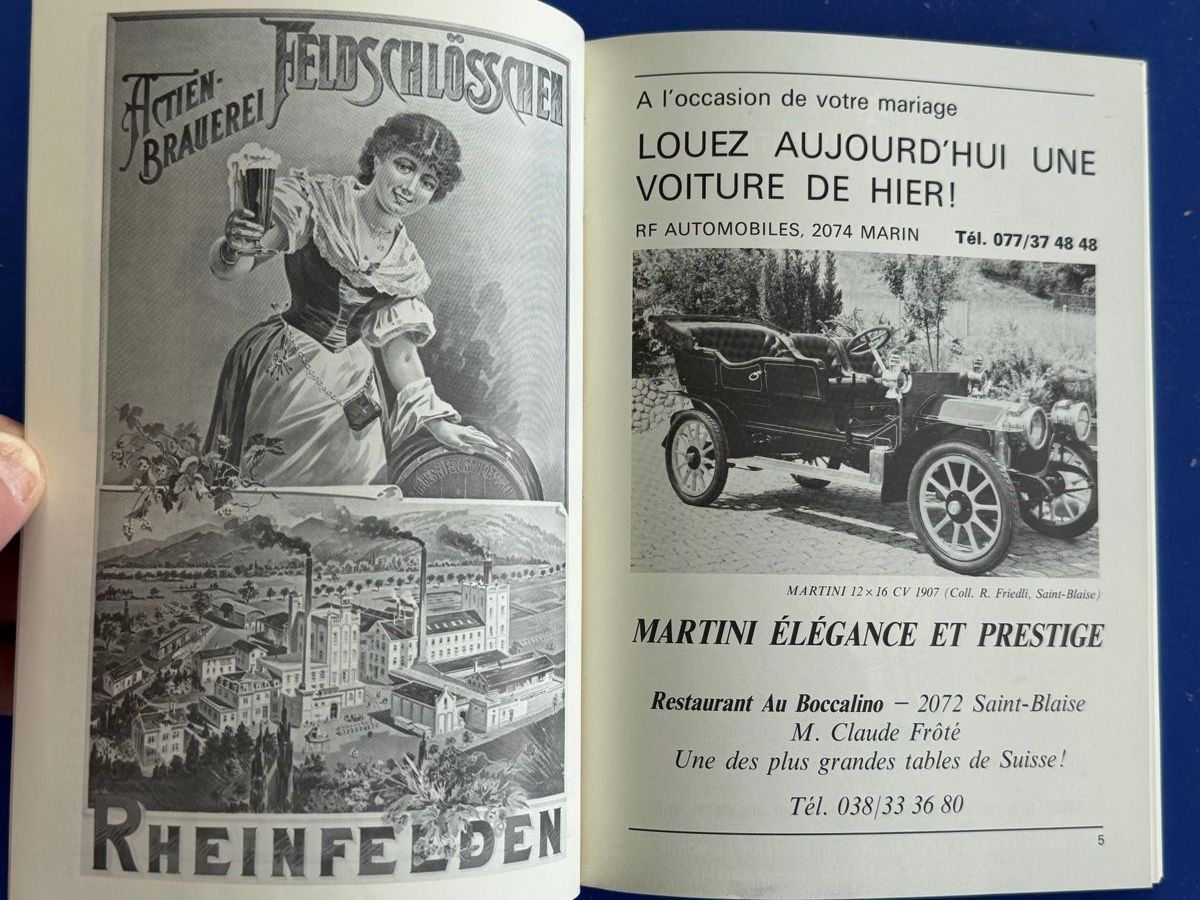 ACTIEN-
BRAUEREI
FELDSCHLÖSSCHEN
RHEINFELDEN
A l'occasion de votre mariage
LOUEZ AUJOURD'HUI UNE
VOITURE DE HIER!
RF AUTOMOBILES, 2074 MARIN Tél. 077/37 48 48
MARTINI 12 × 16 CV 1907 (Coll. R. Friedli, Saint-Blaise)
MARTINI ÉLÉGANCE ET PRESTIGE
Restaurant Au Boccalino – 2072 Saint-Blaise
M. Claude Frôté
Une des plus grandes tables de Suisse!
Tél. 038/33 36 80
5